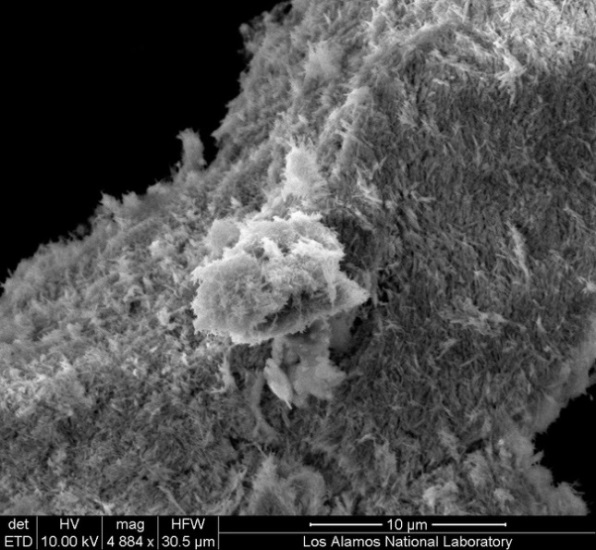 det HV mag HFW 10 µm
ETD 10.00 kV 4 884 x 30.5 µm Los Alamos National Laboratory